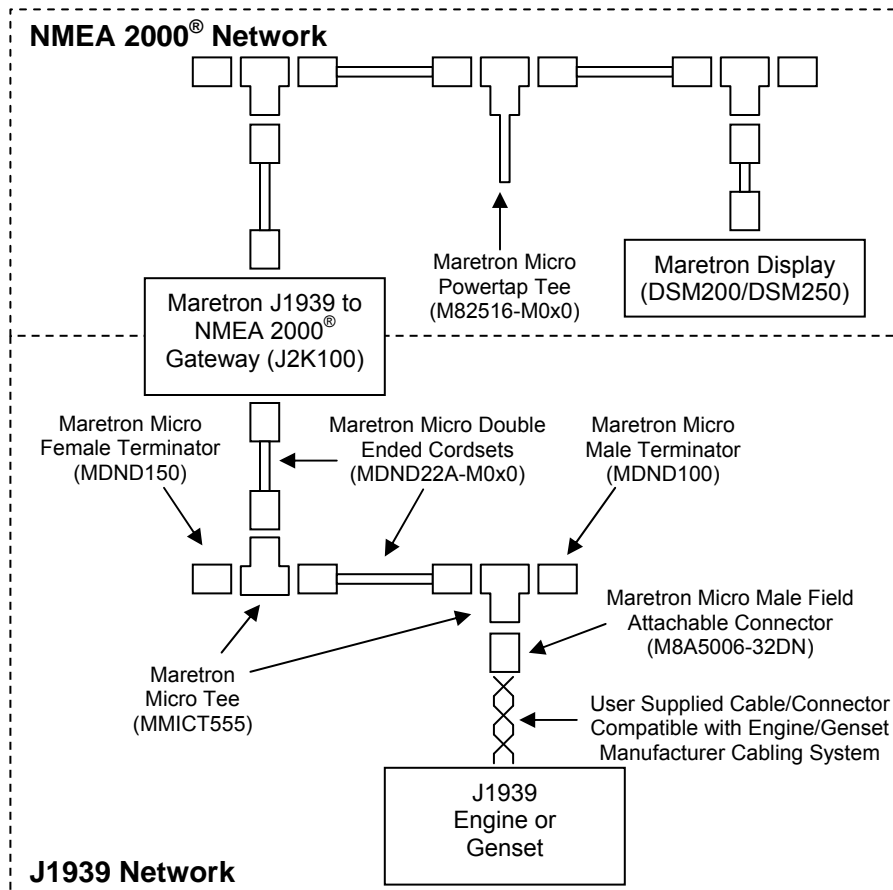 NMEA 2000® Network
Maretron Micro
Powertap Tee
(M82516-M0x0)
Maretron Display
(DSM200/DSM250)
Maretron J1939 to
NMEA 2000®
Gateway (J2K100)
Maretron Micro
Female Terminator
(MDND150)
Maretron Micro Double
Ended Cordsets
(MDND22A-M0x0)
Maretron Micro
Male Terminator
(MDND100)
Maretron Micro Male Field
Attachable Connector
(M8A5006-32DN)
Maretron
Micro Tee
(MMICT555)
User Supplied Cable/Connector
Compatible with Engine/Genset
Manufacturer Cabling System
J1939
Engine or
Genset
J1939 Network